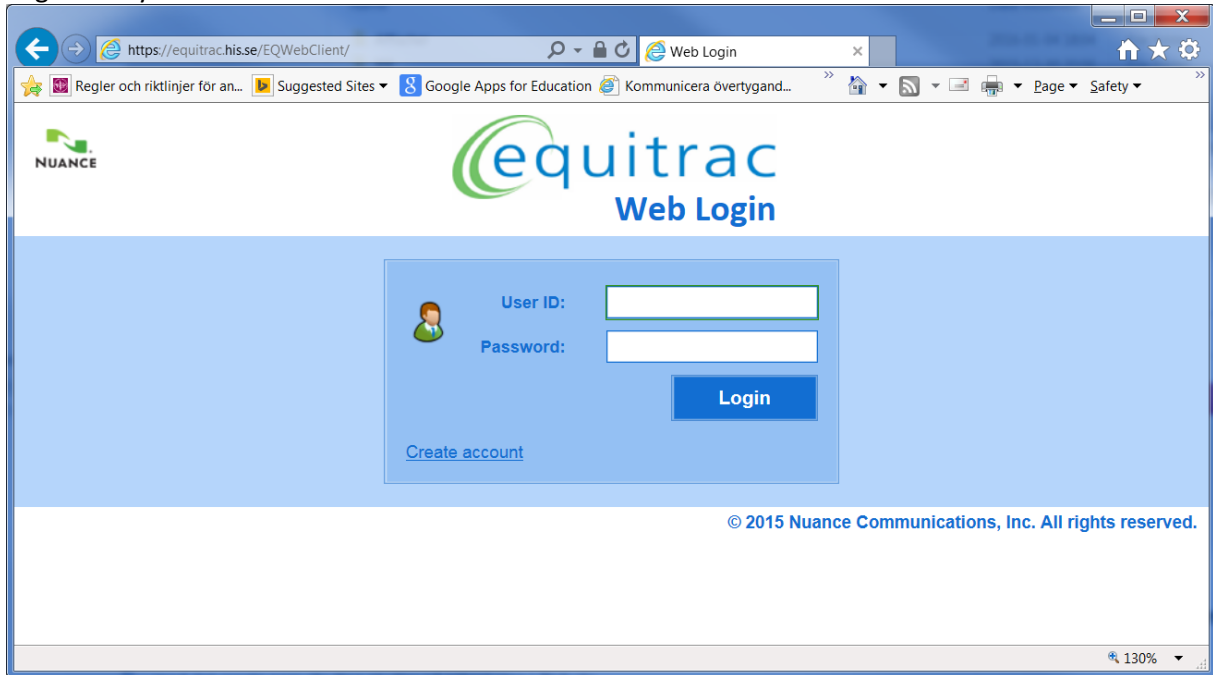 https://equitrac.his.se/EQWebClient/
Web Login
Regler och riktlinjer för an...
Suggested Sites
Google Apps for Education
Kommunicera övertygand...
Page
Safety
NUANCE
equitrac
Web Login
User ID:
Password:
Login
Create account
© 2015 Nuance Communications, Inc. All rights reserved.
130%